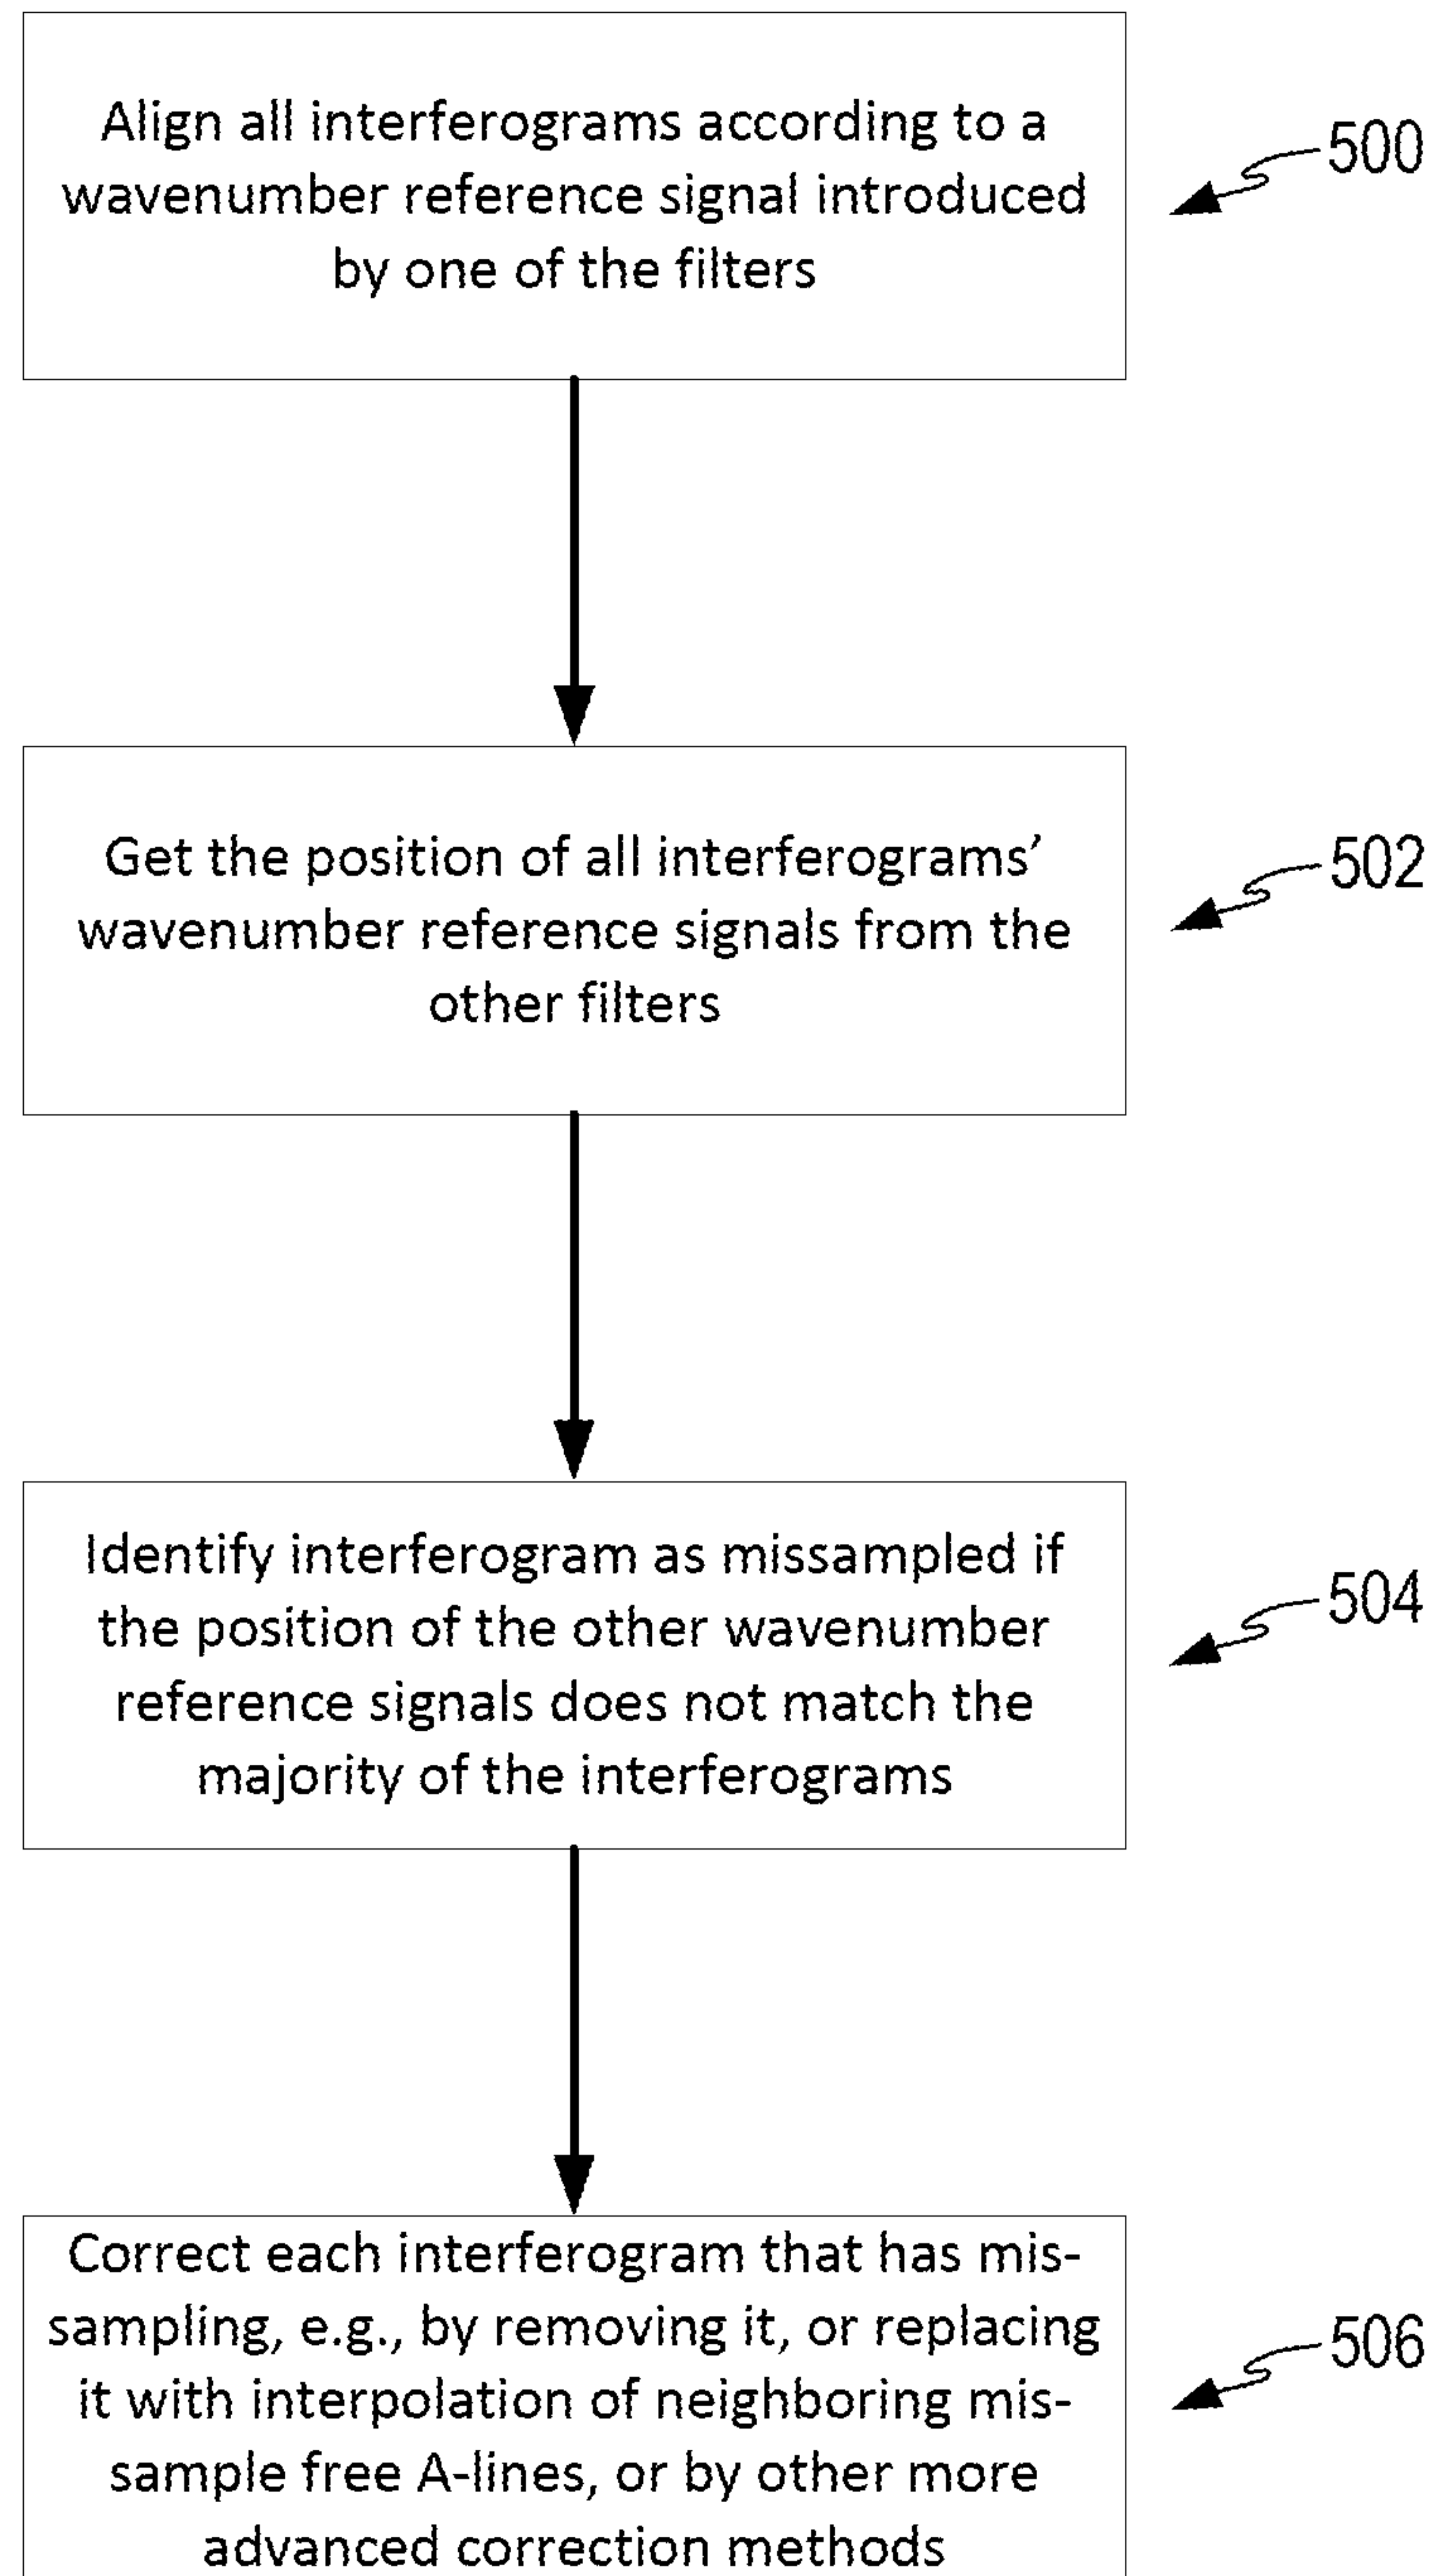 Align all interferograms according to a
wavenumber reference signal introduced
by one of the filters
500
Get the position of all interferograms’
wavenumber reference signals from the
other filters
502
Identify interferogram as missampled if
the position of the other wavenumber
reference signals does not match the
majority of the interferograms
504
Correct each interferogram that has mis-
sampling, e.g., by removing it, or replacing
it with interpolation of neighboring mis-
sample free A-lines, or by other more
advanced correction methods
506